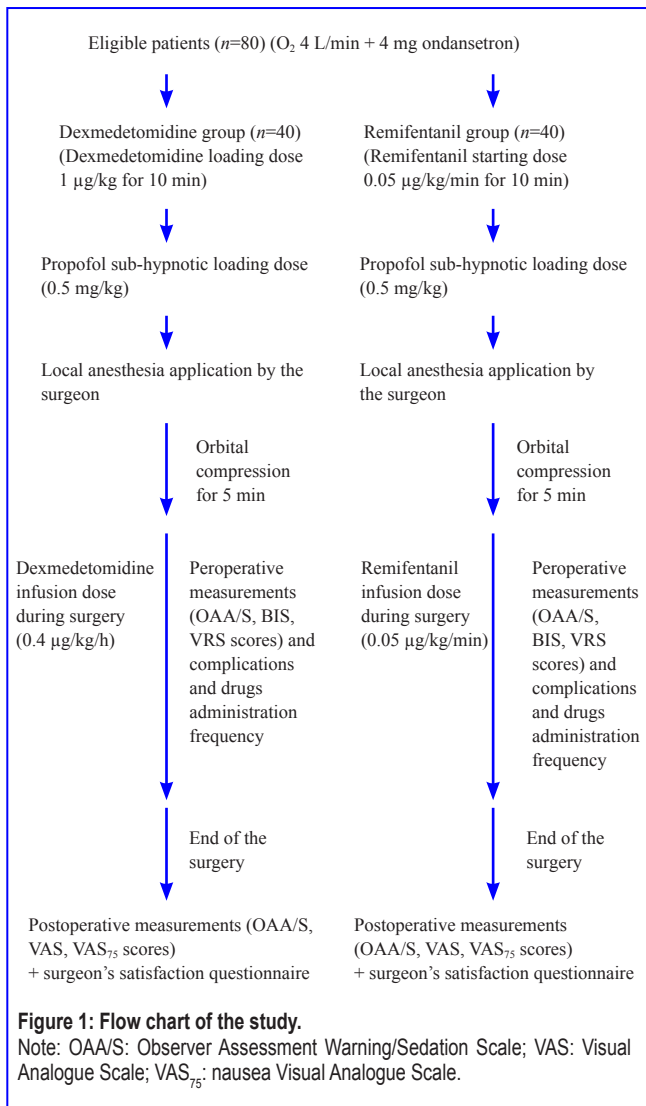 Eligible patients (n=80) (O₂ 4 L/min + 4 mg ondansetron)
Dexmedetomidine group (n=40)
(Dexmedetomidine loading dose
1 µg/kg for 10 min)
Remifentanil group (n=40)
(Remifentanil starting dose
0.05 µg/kg/min for 10 min)
Propofol sub-hypnotic loading dose
(0.5 mg/kg)
Propofol sub-hypnotic loading dose
(0.5 mg/kg)
Local anesthesia application by the
surgeon
Local anesthesia application by
the surgeon
Orbital
compression
for 5 min
Orbital
compression
for 5 min
Dexmedetomidine
infusion dose
during surgery
(0.4 µg/kg/h)
Peroperative
measurements
(OAA/S, BIS,
VRS scores) and
complications
and drugs
administration
frequency
Remifentanil
infusion dose
during surgery
(0.05 µg/kg/min)
Peroperative
measurements
(OAA/S,
BIS, VRS
scores) and
complications
and drugs
administration
frequency
End of the
surgery
End of the
surgery
Postoperative measurements (OAA/S,
VAS, VAS₇₅ scores)
+ surgeon's satisfaction questionnaire
Postoperative measurements
(OAA/S, VAS, VAS₇₅ scores)
+ surgeon's satisfaction questionnaire
Figure 1: Flow chart of the study.
Note: OAA/S: Observer Assessment Warning/Sedation Scale; VAS: Visual
Analogue Scale; VAS₇₅: nausea Visual Analogue Scale.